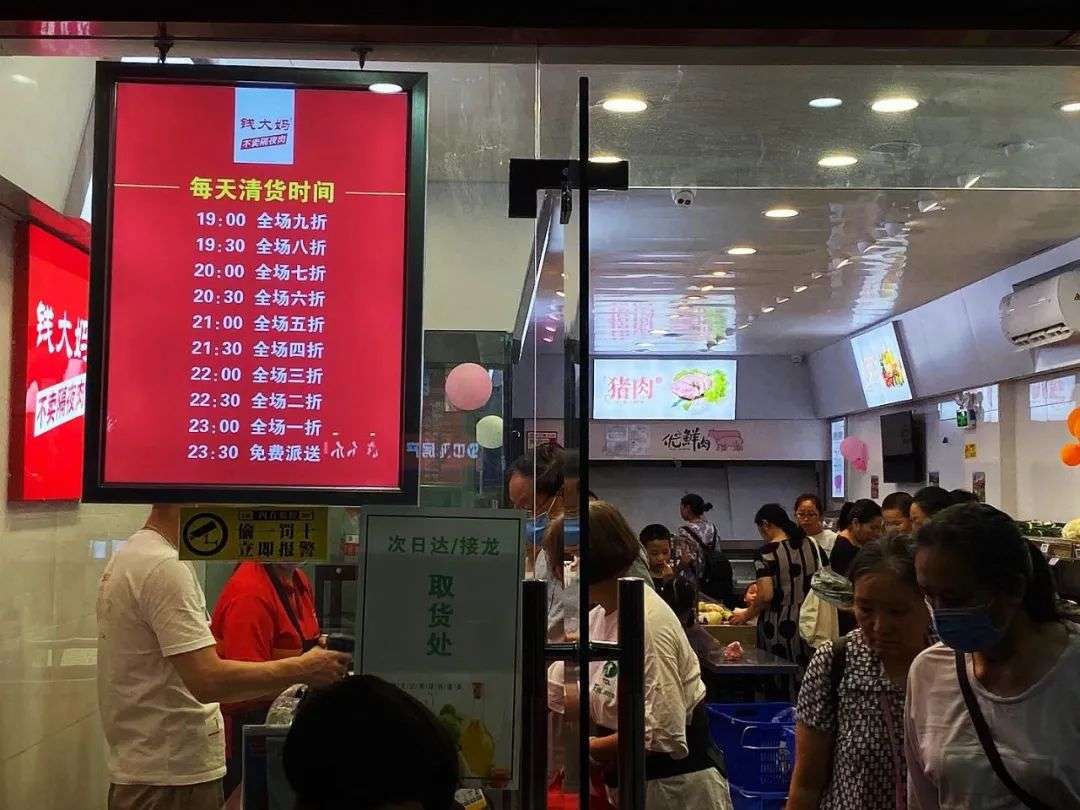 钱大妈
不卖隔夜肉
每天清货时间
19:00 全场九折
19:30 全场八折
20:00 全场七折
20:30 全场六折
21:00 全场五折
21:30 全场四折
22:00 全场三折
22:30 全场二折
23:00 全场一折
23:30 免费派送
钱大妈
不卖隔夜肉
偷一罚十
立即报警
次日达/接龙
取货处
猪肉
优鲜肉